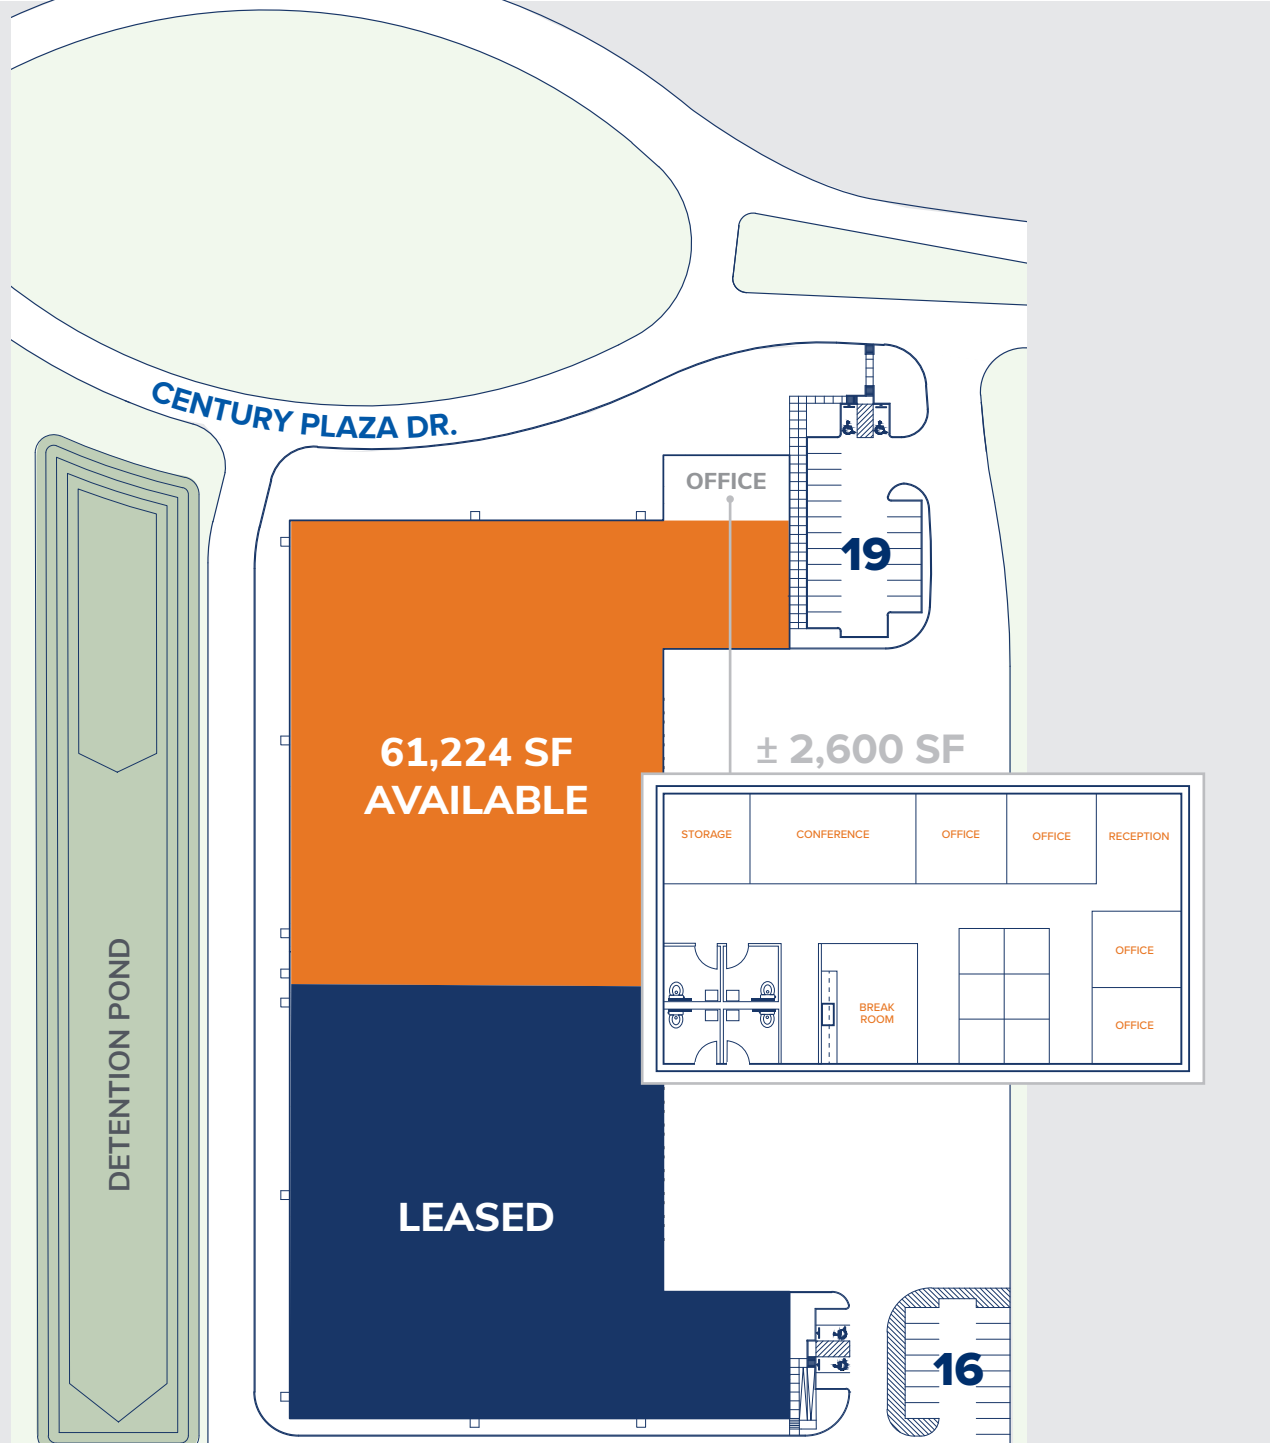 CENTURY PLAZA DR.
OFFICE
19
61,224 SF
AVAILABLE
± 2,600 SF
STORAGE
CONFERENCE
OFFICE
OFFICE
RECEPTION
OFFICE
BREAK
ROOM
OFFICE
DETENTION POND
LEASED
16